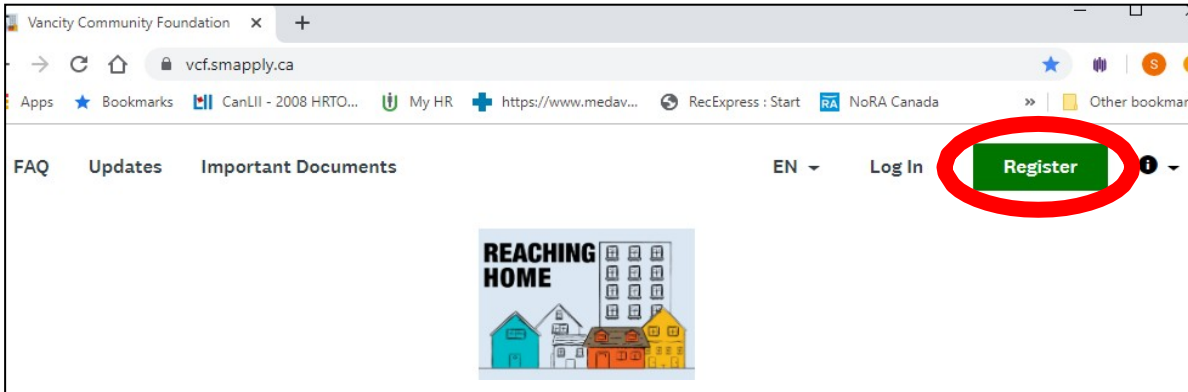 Vancity Community Foundation
vcf.smapply.ca
S
Apps Bookmarks CanLII - 2008 HRTO... My HR https://www.medav... RecExpress : Start RA NoRA Canada » Other bookmar
FAQ Updates Important Documents EN Log In Register
REACHING
HOME